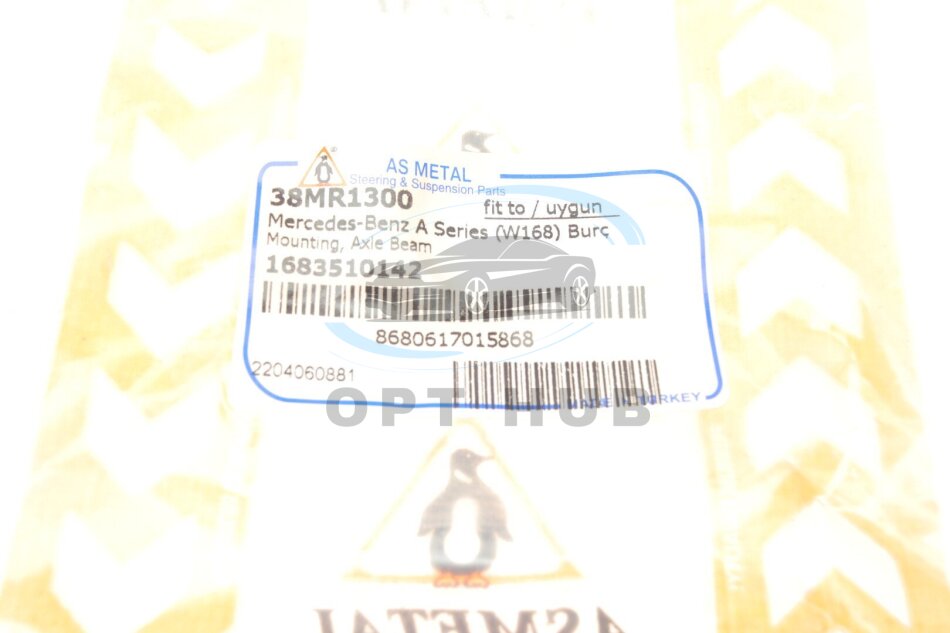 AS METAL
Steering & Suspension Parts
38MR1300
fit to / uygun
Mercedes-Benz A Series (W168) Burç
Mounting, Axle Beam
1683510142
8680617015868
2204060881
MADE IN TURKEY
OPT HUB
ASMETAL